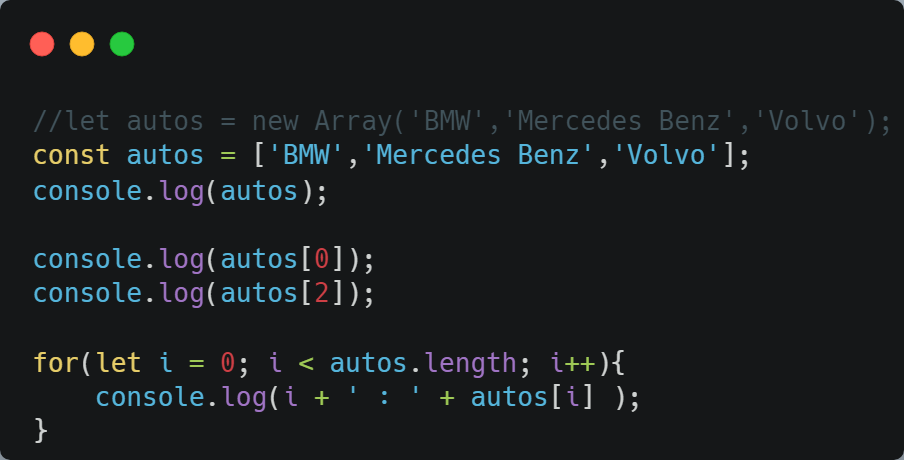 //let autos = new Array('BMW','Mercedes Benz','Volvo');
const autos = ['BMW','Mercedes Benz','Volvo'];
console.log(autos);
console.log(autos[0]);
console.log(autos[2]);
for(let i = 0; i < autos.length; i++){
    console.log(i + ' : ' + autos[i] );
}